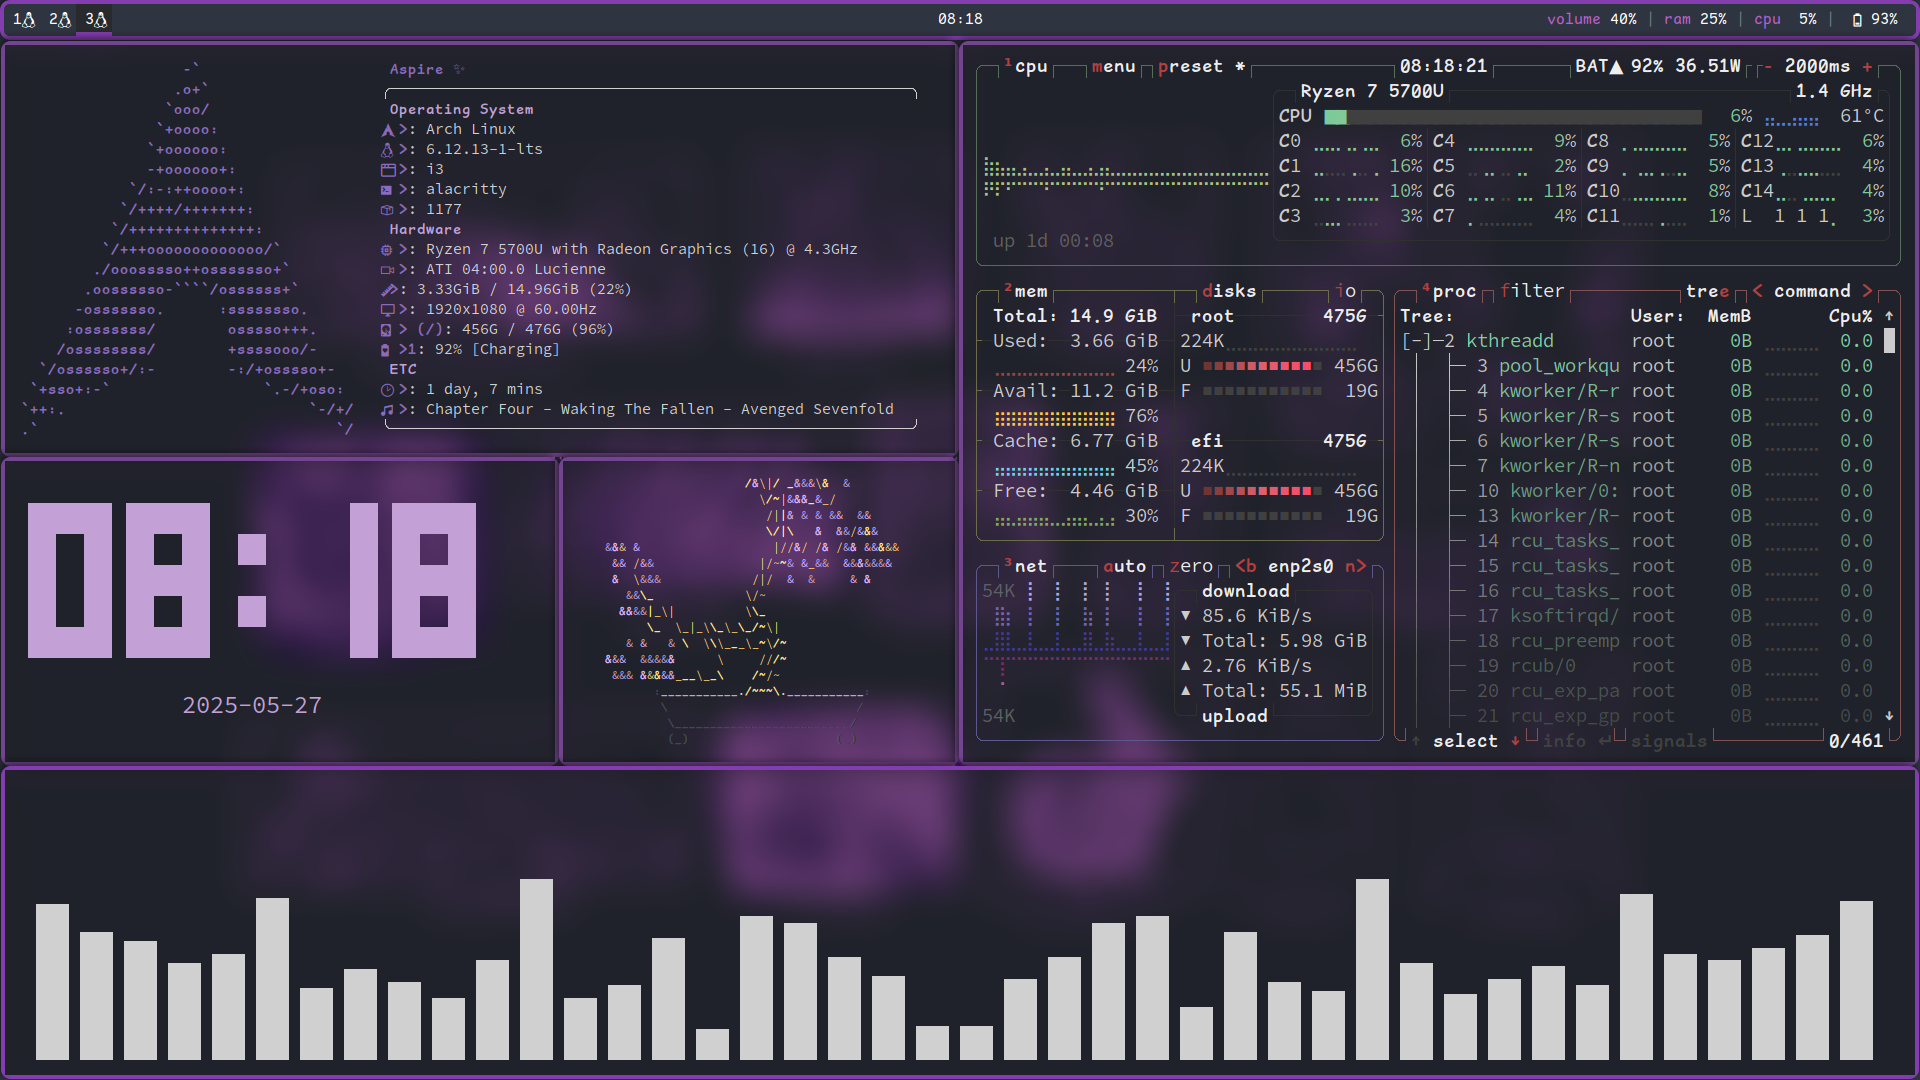 1 2 3
08:18
volume 40% | ram 25% | cpu 5% | 93%
Aspire
Operating System
>: Arch Linux
>: 6.12.13-1-lts
>: i3
>: alacritty
>: 1177
Hardware
>: Ryzen 7 5700U with Radeon Graphics (16) @ 4.3GHz
>: ATI 04:00.0 Lucienne
>: 3.33GiB / 14.96GiB (22%)
>: 1920x1080 @ 60.00Hz
> (/): 456G / 476G (96%)
>1: 92% [Charging]
ETC
>: 1 day, 7 mins
>: Chapter Four - Waking The Fallen - Avenged Sevenfold
08:18
2025-05-27
1cpu menu preset * 08:18:21 BAT▲ 92% 36.51W - 2000ms +
Ryzen 7 5700U 1.4 GHz
CPU 6% 61°C
C0 6% C4 9% C8 5% C12 6%
C1 16% C5 2% C9 5% C13 4%
C2 10% C6 11% C10 8% C14 4%
C3 3% C7 4% C11 1% L 1 1 1. 3%
up 1d 00:08
2mem disks io
Total: 14.9 GiB root 475G
Used: 3.66 GiB 224K
24% U 456G
Avail: 11.2 GiB F 19G
76%
Cache: 6.77 GiB efi 475G
45% 224K
Free: 4.46 GiB U 456G
30% F 19G
3net auto zero <b enp2s0 n>
54K download
▼ 85.6 KiB/s
▼ Total: 5.98 GiB
▲ 2.76 KiB/s
▲ Total: 55.1 MiB
54K upload
4proc filter tree < command >
Tree: User: MemB Cpu% ↑
[-]-2 kthreadd root 0B 0.0
3 pool_workqu root 0B 0.0
4 kworker/R-r root 0B 0.0
5 kworker/R-s root 0B 0.0
6 kworker/R-s root 0B 0.0
7 kworker/R-n root 0B 0.0
10 kworker/0: root 0B 0.0
13 kworker/R- root 0B 0.0
14 rcu_tasks_ root 0B 0.0
15 rcu_tasks_ root 0B 0.0
16 rcu_tasks_ root 0B 0.0
17 ksoftirqd/ root 0B 0.0
18 rcu_preemp root 0B 0.0
19 rcub/0 root 0B 0.0
20 rcu_exp_pa root 0B 0.0
21 rcu_exp_gp root 0B 0.0 ↓
↑ select ↓ info ↵ signals 0/461